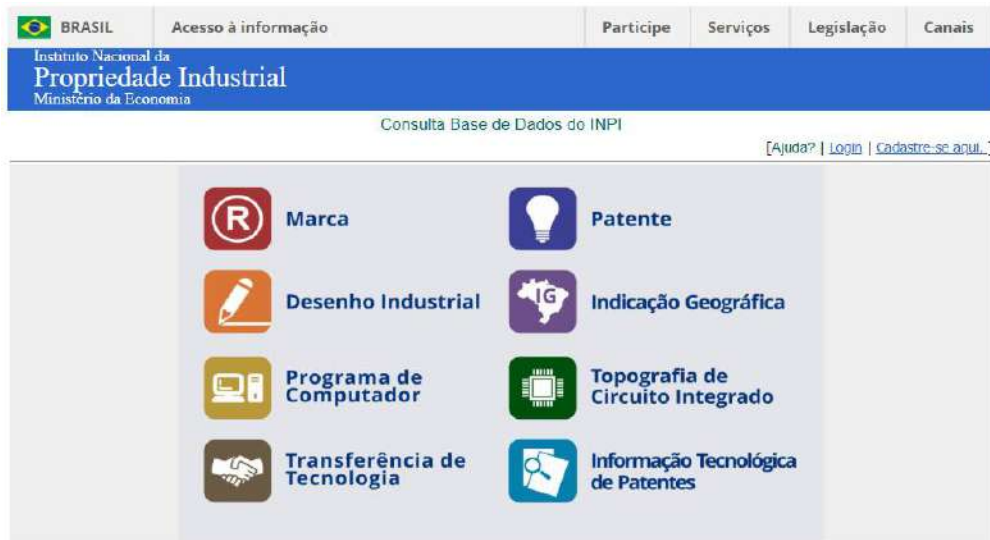 BRASIL Acesso à informação Participe Serviços Legislação Canais
Instituto Nacional da
Propriedade Industrial
Ministério da Economia
Consulta Base de Dados do INPI
[Ajuda? | Login | Cadastre-se aqui. ]
R Marca Patente
Desenho Industrial IG Indicação Geográfica
Programa de
Computador
Topografia de
Circuito Integrado
Transferência de
Tecnologia
Informação Tecnológica
de Patentes